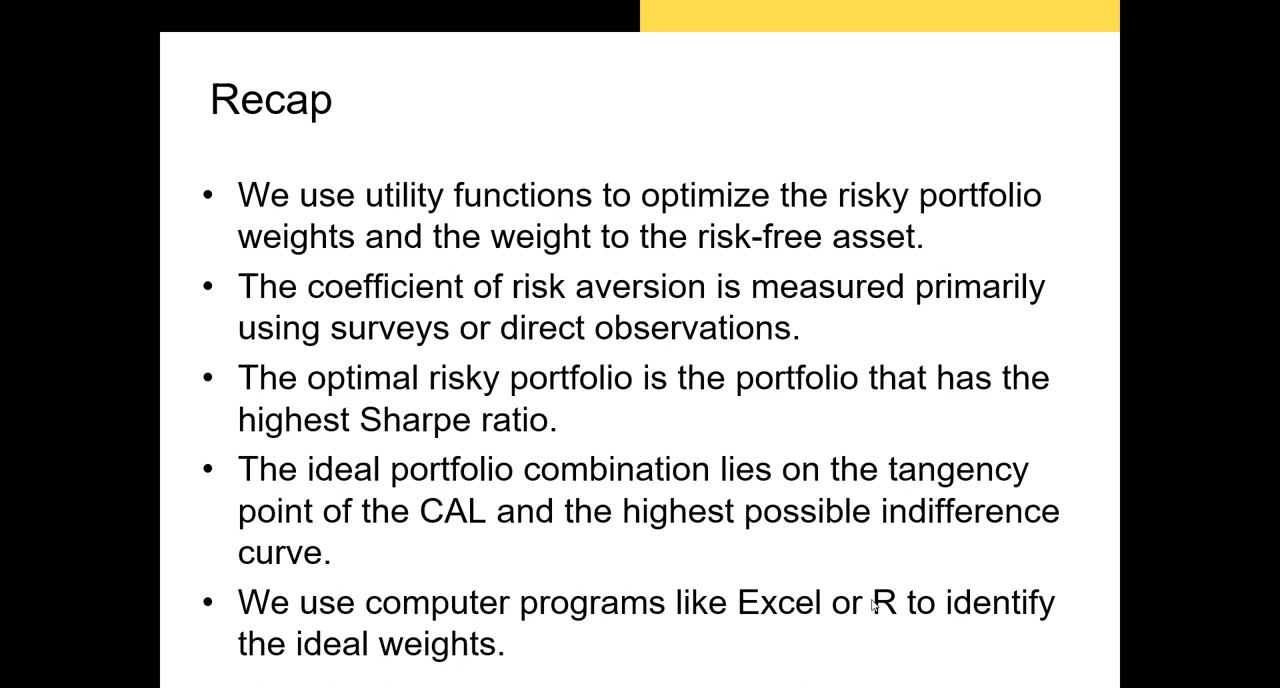 Recap
• We use utility functions to optimize the risky portfolio
weights and the weight to the risk-free asset.
• The coefficient of risk aversion is measured primarily
using surveys or direct observations.
• The optimal risky portfolio is the portfolio that has the
highest Sharpe ratio.
• The ideal portfolio combination lies on the tangency
point of the CAL and the highest possible indifference
curve.
• We use computer programs like Excel or R to identify
the ideal weights.